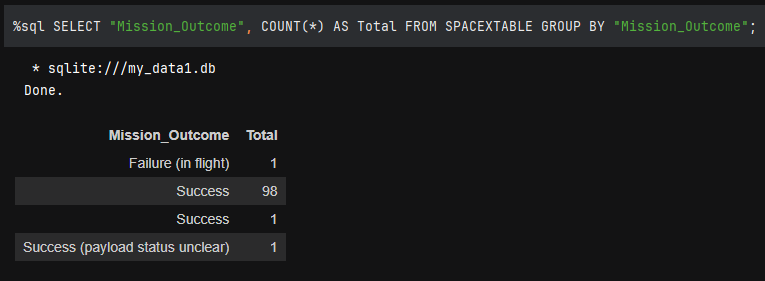 %sql SELECT "Mission_Outcome", COUNT(*) AS Total FROM SPACEXTABLE GROUP BY "Mission_Outcome";
* sqlite:///my_data1.db
Done.
Mission_Outcome Total
Failure (in flight) 1
Success 98
Success 1
Success (payload status unclear) 1